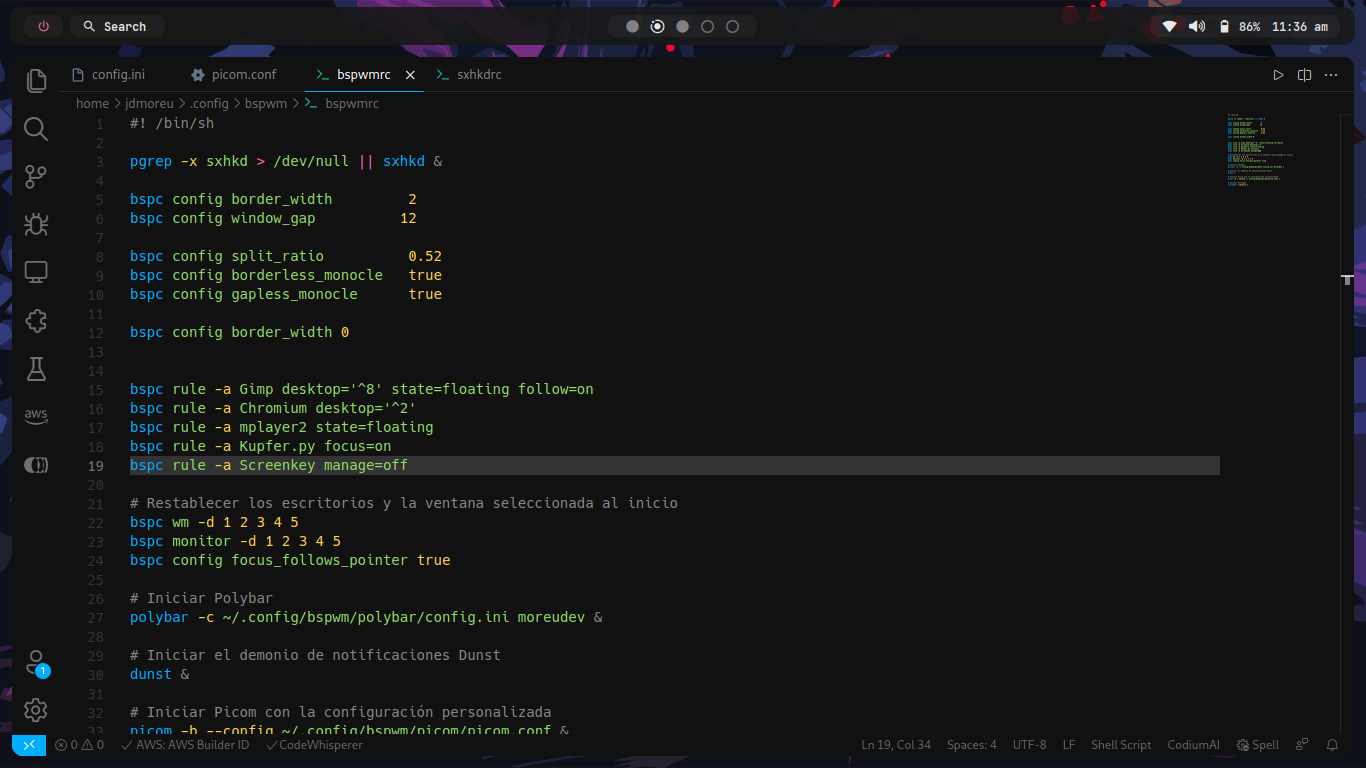 Search
86% 11:36 am
config.ini
picom.conf
bspwmrc
sxhkdrc
home > jdmoreu > .config > bspwm > bspwmrc
1 #! /bin/sh
2
3 pgrep -x sxhkd > /dev/null || sxhkd &
4
5 bspc config border_width         2
6 bspc config window_gap          12
7
8 bspc config split_ratio          0.52
9 bspc config borderless_monocle   true
10 bspc config gapless_monocle      true
11
12 bspc config border_width 0
13
14
15 bspc rule -a Gimp desktop='^8' state=floating follow=on
16 bspc rule -a Chromium desktop='^2'
17 bspc rule -a mplayer2 state=floating
18 bspc rule -a Kupfer.py focus=on
19 bspc rule -a Screenkey manage=off
20
21 # Restablecer los escritorios y la ventana seleccionada al inicio
22 bspc wm -d 1 2 3 4 5
23 bspc monitor -d 1 2 3 4 5
24 bspc config focus_follows_pointer true
25
26 # Iniciar Polybar
27 polybar -c ~/.config/bspwm/polybar/config.ini moreudev &
28
29 # Iniciar el demonio de notificaciones Dunst
30 dunst &
31
32 # Iniciar Picom con la configuración personalizada
33 picom -b --config ~/.config/bspwm/picom/picom.conf &
aws
1
0 0 AWS: AWS Builder ID CodeWhisperer Ln 19, Col 34 Spaces: 4 UTF-8 LF Shell Script CodiumAI Spell